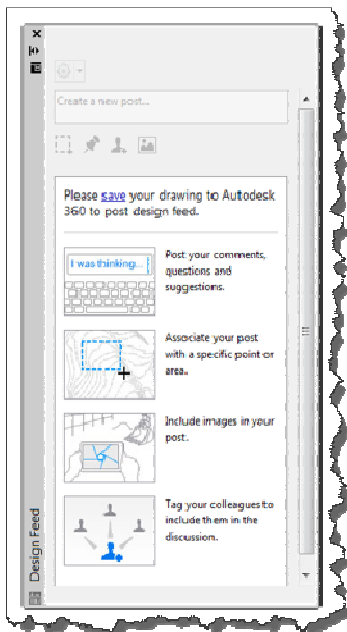 Create a new post...
Please save your drawing to Autodesk
360 to post design feed.
I was thinking...
Post your comments,
questions and
suggestions.
Associate your post
with a specific point or
area.
Include images in your
post.
Tag your colleagues to
include them in the
discussion.
Design Feed